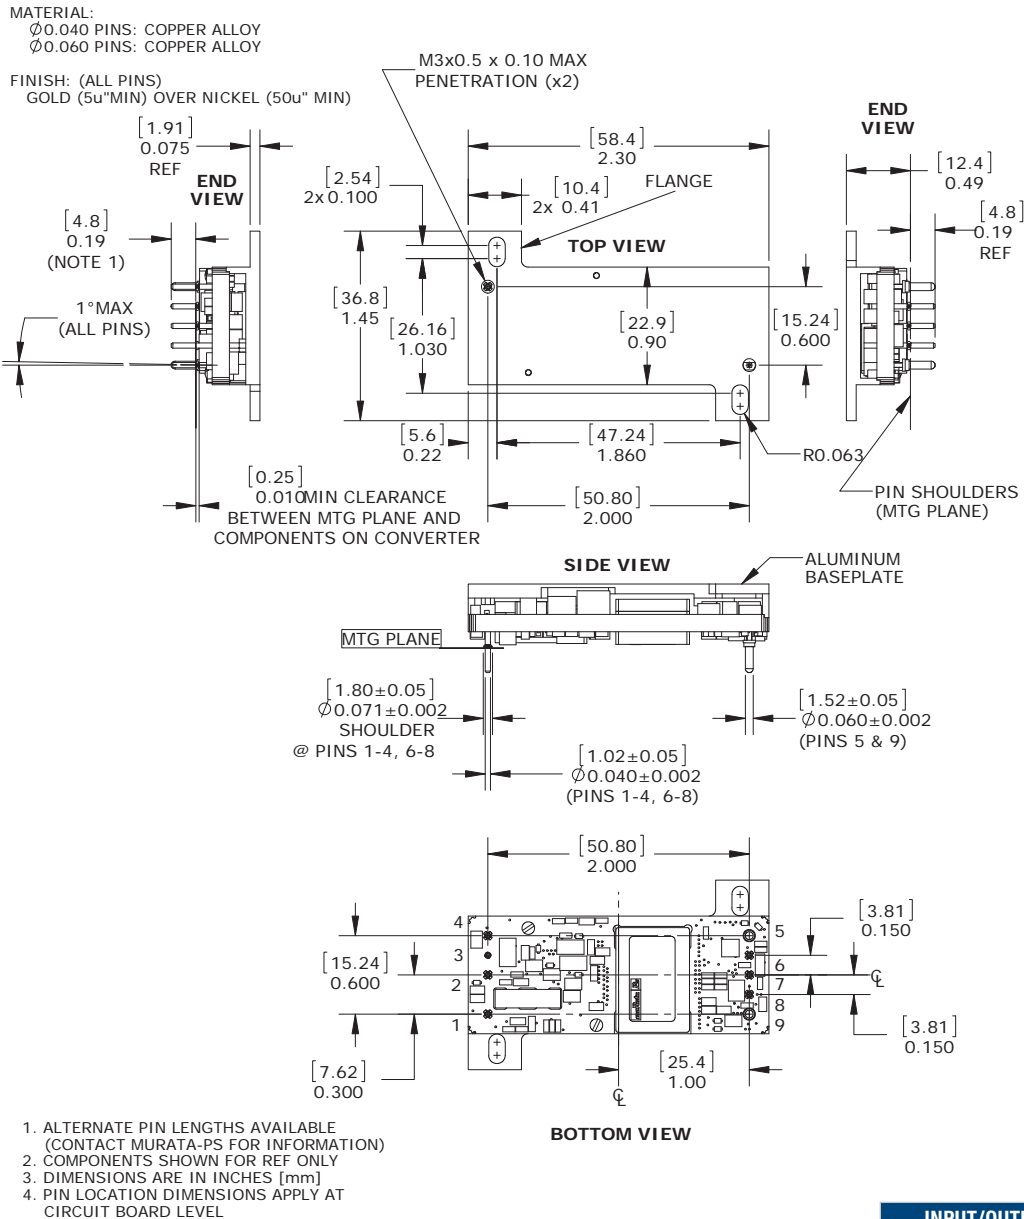 MATERIAL:
∅0.040 PINS: COPPER ALLOY
∅0.060 PINS: COPPER ALLOY
FINISH: (ALL PINS)
GOLD (5u"MIN) OVER NICKEL (50u" MIN)
M3x0.5 x 0.10 MAX
PENETRATION (x2)
[1.91]
0.075
REF
END
VIEW
[4.8]
0.19
(NOTE 1)
1°MAX
(ALL PINS)
[2.54]
2x 0.100
[58.4]
2.30
[10.4]
2x 0.41
FLANGE
TOP VIEW
[36.8]
1.45
[26.16]
1.030
[22.9]
0.90
[15.24]
0.600
END
VIEW
[12.4]
0.49
[4.8]
0.19
REF
[5.6]
0.22
[47.24]
1.860
R0.063
[50.80]
2.000
PIN SHOULDERS
(MTG PLANE)
[0.25]
0.010MIN CLEARANCE
BETWEEN MTG PLANE AND
COMPONENTS ON CONVERTER
SIDE VIEW
ALUMINUM
BASEPLATE
MTG PLANE
[1.80±0.05]
∅0.071±0.002
SHOULDER
@ PINS 1-4, 6-8
[1.02±0.05]
∅0.040±0.002
(PINS 1-4, 6-8)
[1.52±0.05]
∅0.060±0.002
(PINS 5 & 9)
[50.80]
2.000
4
3
2
1
5
6
7
8
9
[15.24]
0.600
[7.62]
0.300
[3.81]
0.150
℄
[3.81]
0.150
[25.4]
1.00
℄
BOTTOM VIEW
1. ALTERNATE PIN LENGTHS AVAILABLE
(CONTACT MURATA-PS FOR INFORMATION)
2. COMPONENTS SHOWN FOR REF ONLY
3. DIMENSIONS ARE IN INCHES [mm]
4. PIN LOCATION DIMENSIONS APPLY AT
CIRCUIT BOARD LEVEL